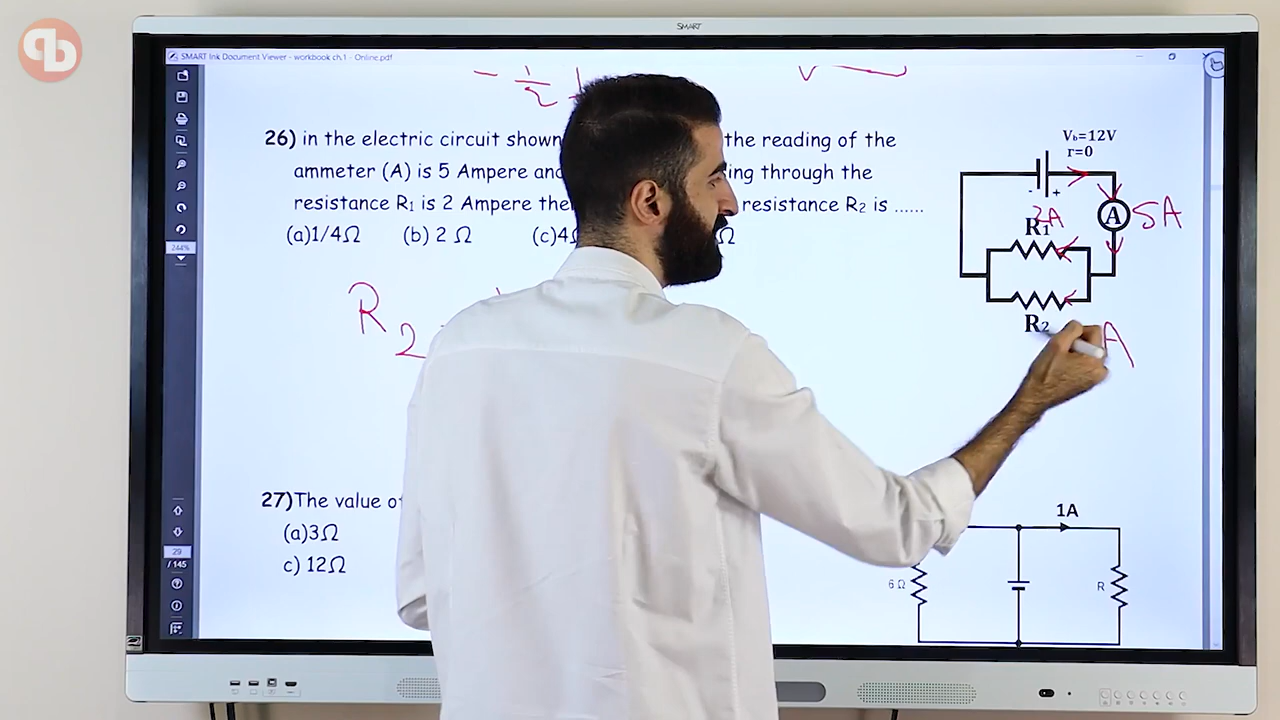 SMART
SMART Ink Document Viewer - workbook ch.1 - Online.pdf
- 1/2
26) in the electric circuit shown the reading of the
ammeter (A) is 5 Ampere and ing through the
resistance R₁ is 2 Ampere the resistance R₂ is ......
(a)1/4Ω (b) 2 Ω (c)4Ω Ω
R₂
Vb=12V
r=0
- +
A 5A
R₁ 2A
R₂
A
244%
27)The value of
(a)3Ω
c) 12Ω
29
/ 145
1A
6 Ω
R